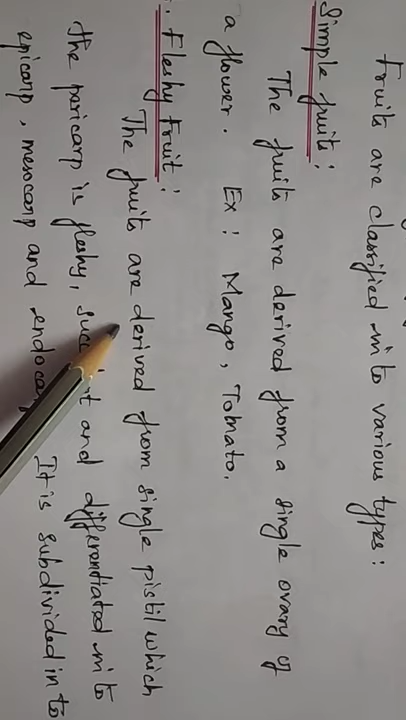 Fruits are classified into various types:
Simple fruits:
The fruits are derived from a single ovary of
a flower. Ex: Mango, Tomato.
Fleshy fruit:
The fruits are derived from single pistil which
the pericarp is fleshy, and differentiated into
epicarp, mesocarp and It is subdivided in to